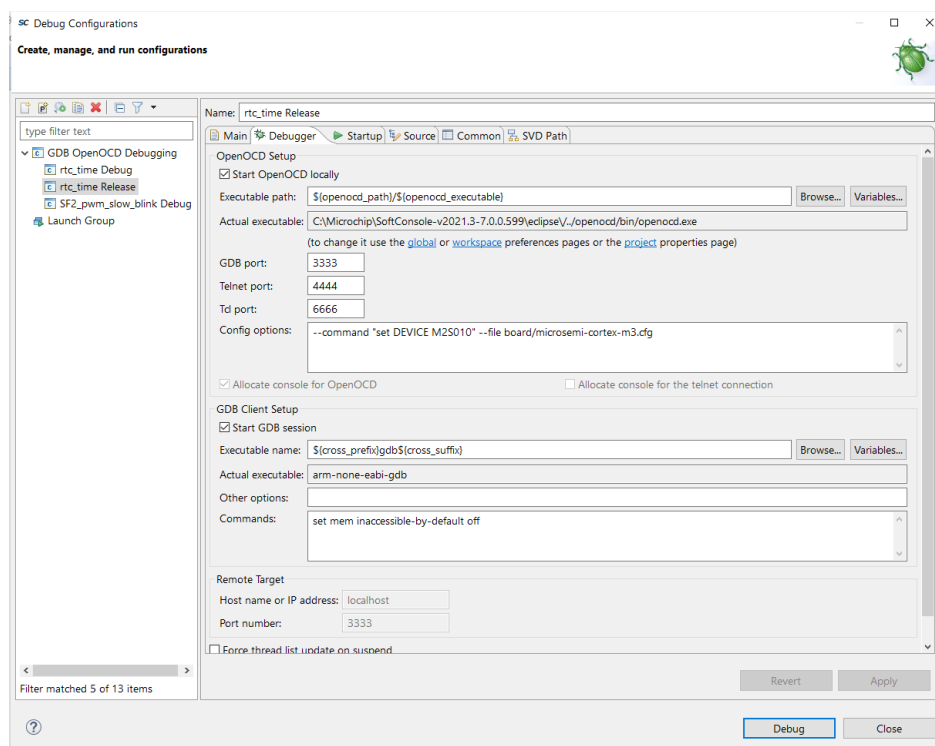 SC Debug Configurations
Create, manage, and run configurations
type filter text
GDB OpenOCD Debugging
rtc_time Debug
rtc_time Release
SF2_pwm_slow_blink Debug
Launch Group
Filter matched 5 of 13 items
Name: rtc_time Release
Main Debugger Startup Source Common SVD Path
OpenOCD Setup
Start OpenOCD locally
Executable path: ${openocd_path}/${openocd_executable} Browse... Variables...
Actual executable: C:\Microchip\SoftConsole-v2021.3-7.0.0.599\eclipse\/../openocd/bin/openocd.exe
(to change it use the global or workspace preferences pages or the project properties page)
GDB port: 3333
Telnet port: 4444
Tcl port: 6666
Config options: --command "set DEVICE M2S010" --file board/microsemi-cortex-m3.cfg
Allocate console for OpenOCD Allocate console for the telnet connection
GDB Client Setup
Start GDB session
Executable name: ${cross_prefix}gdb${cross_suffix} Browse... Variables...
Actual executable: arm-none-eabi-gdb
Other options:
Commands: set mem inaccessible-by-default off
Remote Target
Host name or IP address: localhost
Port number: 3333
Force thread list update on suspend
Revert Apply
? Debug Close